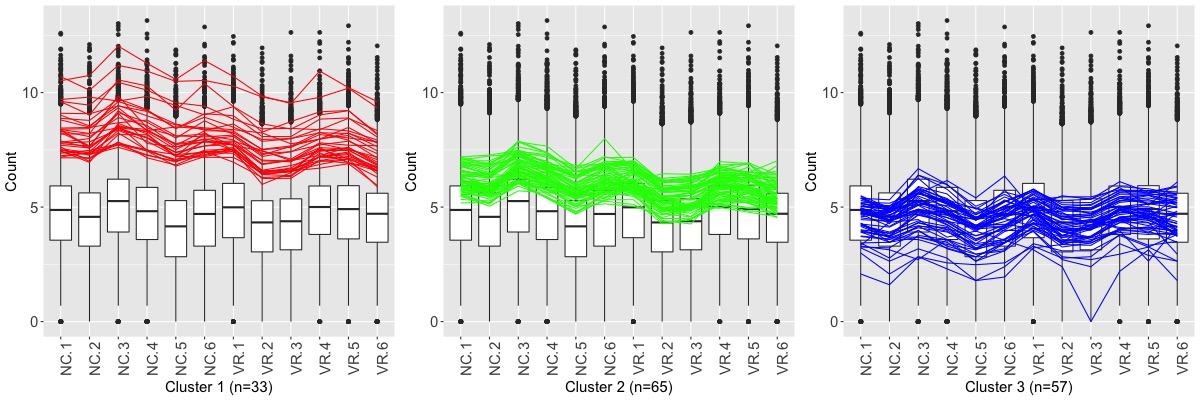 Count
10
5
0
NC.1 NC.2 NC.3 NC.4 NC.5 NC.6 VR.1 VR.2 VR.3 VR.4 VR.5 VR.6
Cluster 1 (n=33)
Count
10
5
0
NC.1 NC.2 NC.3 NC.4 NC.5 NC.6 VR.1 VR.2 VR.3 VR.4 VR.5 VR.6
Cluster 2 (n=65)
Count
10
5
0
NC.1 NC.2 NC.3 NC.4 NC.5 NC.6 VR.1 VR.2 VR.3 VR.4 VR.5 VR.6
Cluster 3 (n=57)